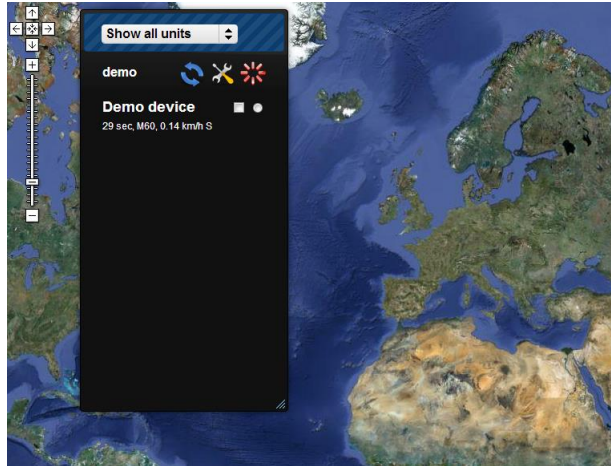 Show all units
demo
Demo device
29 sec, M60, 0.14 km/h S